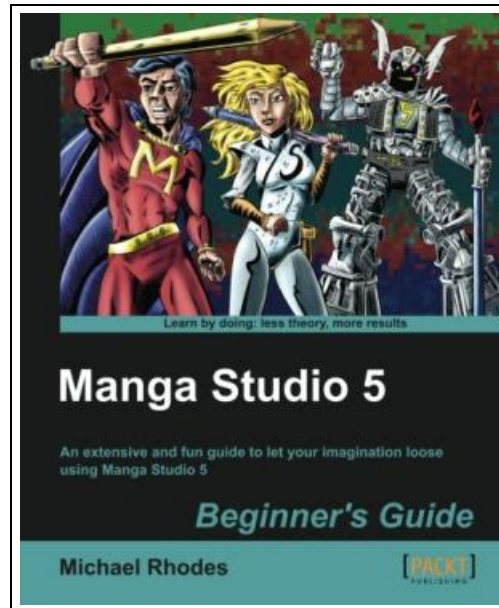 M
S
5
Learn by doing: less theory, more results
Manga Studio 5
An extensive and fun guide to let your imagination loose
using Manga Studio 5
Beginner's Guide
Michael Rhodes
[PACKT]
PUBLISHING